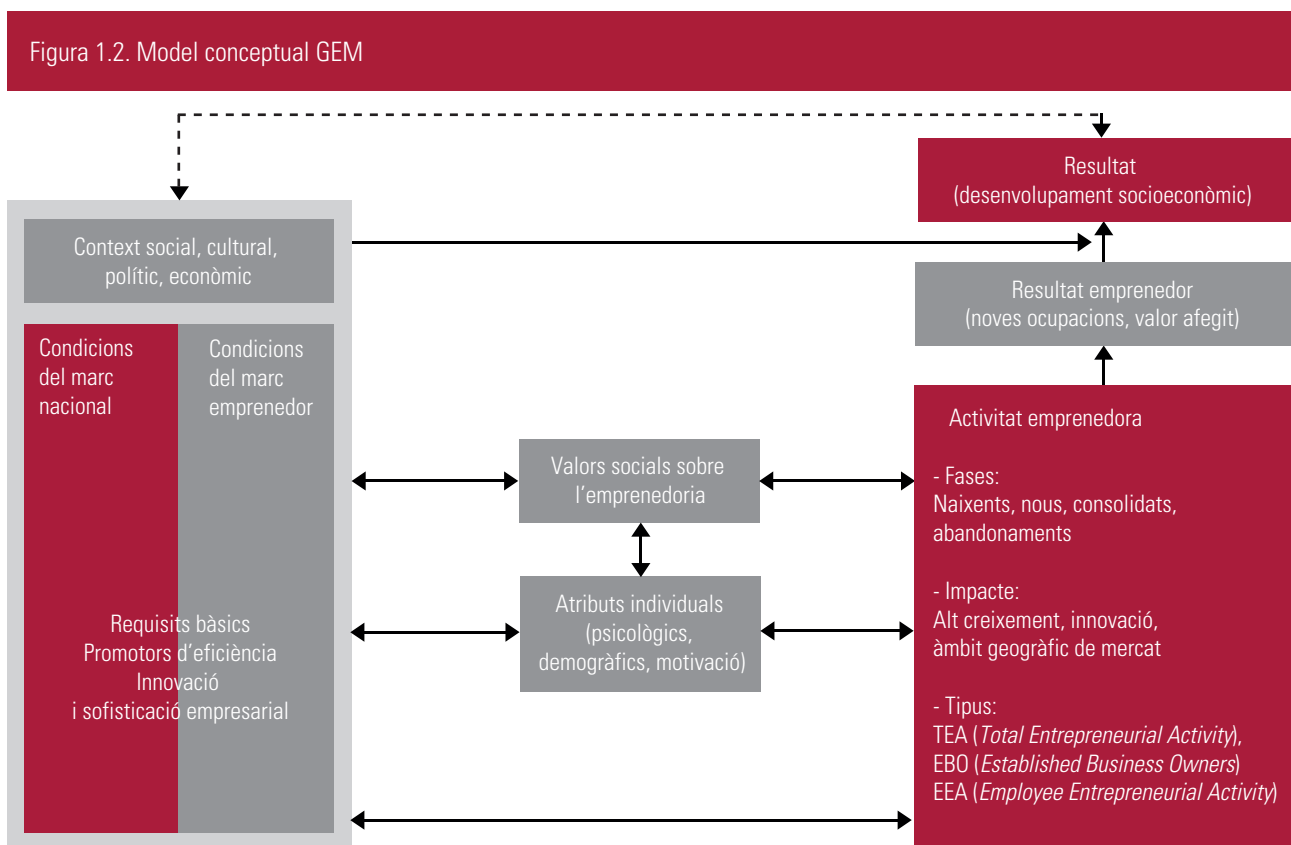 Figura 1.2. Model conceptual GEM
Resultat
(desenvolupament socioeconòmic)
Context social, cultural,
polític, econòmic
Resultat emprenedor
(noves ocupacions, valor afegit)
Condicions
del marc
nacional
Condicions
del marc
emprenedor
Requisits bàsics
Promotors d'eficiència
Innovació
i sofisticació empresarial
Valors socials sobre
l'emprenedoria
Atributs individuals
(psicològics,
demogràfics, motivació)
Activitat emprenedora
- Fases:
Naixents, nous, consolidats,
abandonaments
- Impacte:
Alt creixement, innovació,
àmbit geogràfic de mercat
- Tipus:
TEA (Total Entrepreneurial Activity),
EBO (Established Business Owners)
EEA (Employee Entrepreneurial Activity)